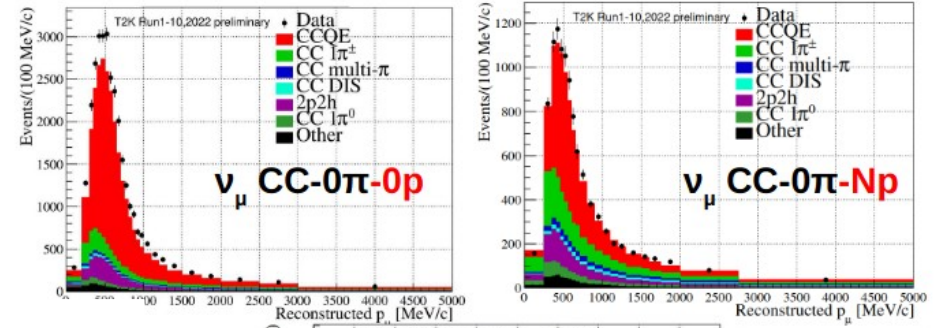 T2K Run1-10,2022 preliminary
Data
CCQE
CC 1π±
CC multi-π
CC DIS
2p2h
CC 1π⁰
Other
νμ CC-0π-0p
Events/(100 MeV/c)
3000
2500
2000
1500
1000
500
0
500
1000
1500
2000
2500
3000
3500
4000
4500
5000
Reconstructed pμ [MeV/c]
T2K Run1-10,2022 preliminary
Data
CCQE
CC 1π±
CC multi-π
CC DIS
2p2h
CC 1π⁰
Other
νμ CC-0π-Np
Events/(100 MeV/c)
1200
1000
800
600
400
200
0
0
500
1000
1500
2000
2500
3000
3500
4000
4500
5000
Reconstructed pμ [MeV/c]